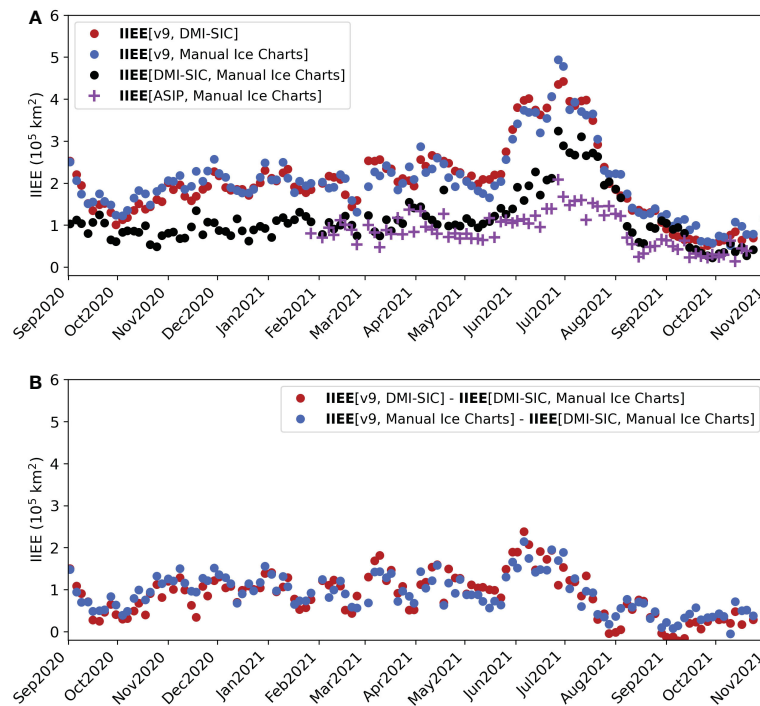 A
6
5
4
3
2
1
0
IIEE (10⁵ km²)
IIEE[v9, DMI-SIC]
IIEE[v9, Manual Ice Charts]
IIEE[DMI-SIC, Manual Ice Charts]
IIEE[ASIP, Manual Ice Charts]
Sep2020 Oct2020 Nov2020 Dec2020 Jan2021 Feb2021 Mar2021 Apr2021 May2021 Jun2021 Jul2021 Aug2021 Sep2021 Oct2021 Nov2021
B
6
5
4
3
2
1
0
IIEE (10⁵ km²)
IIEE[v9, DMI-SIC] - IIEE[DMI-SIC, Manual Ice Charts]
IIEE[v9, Manual Ice Charts] - IIEE[DMI-SIC, Manual Ice Charts]
Sep2020 Oct2020 Nov2020 Dec2020 Jan2021 Feb2021 Mar2021 Apr2021 May2021 Jun2021 Jul2021 Aug2021 Sep2021 Oct2021 Nov2021